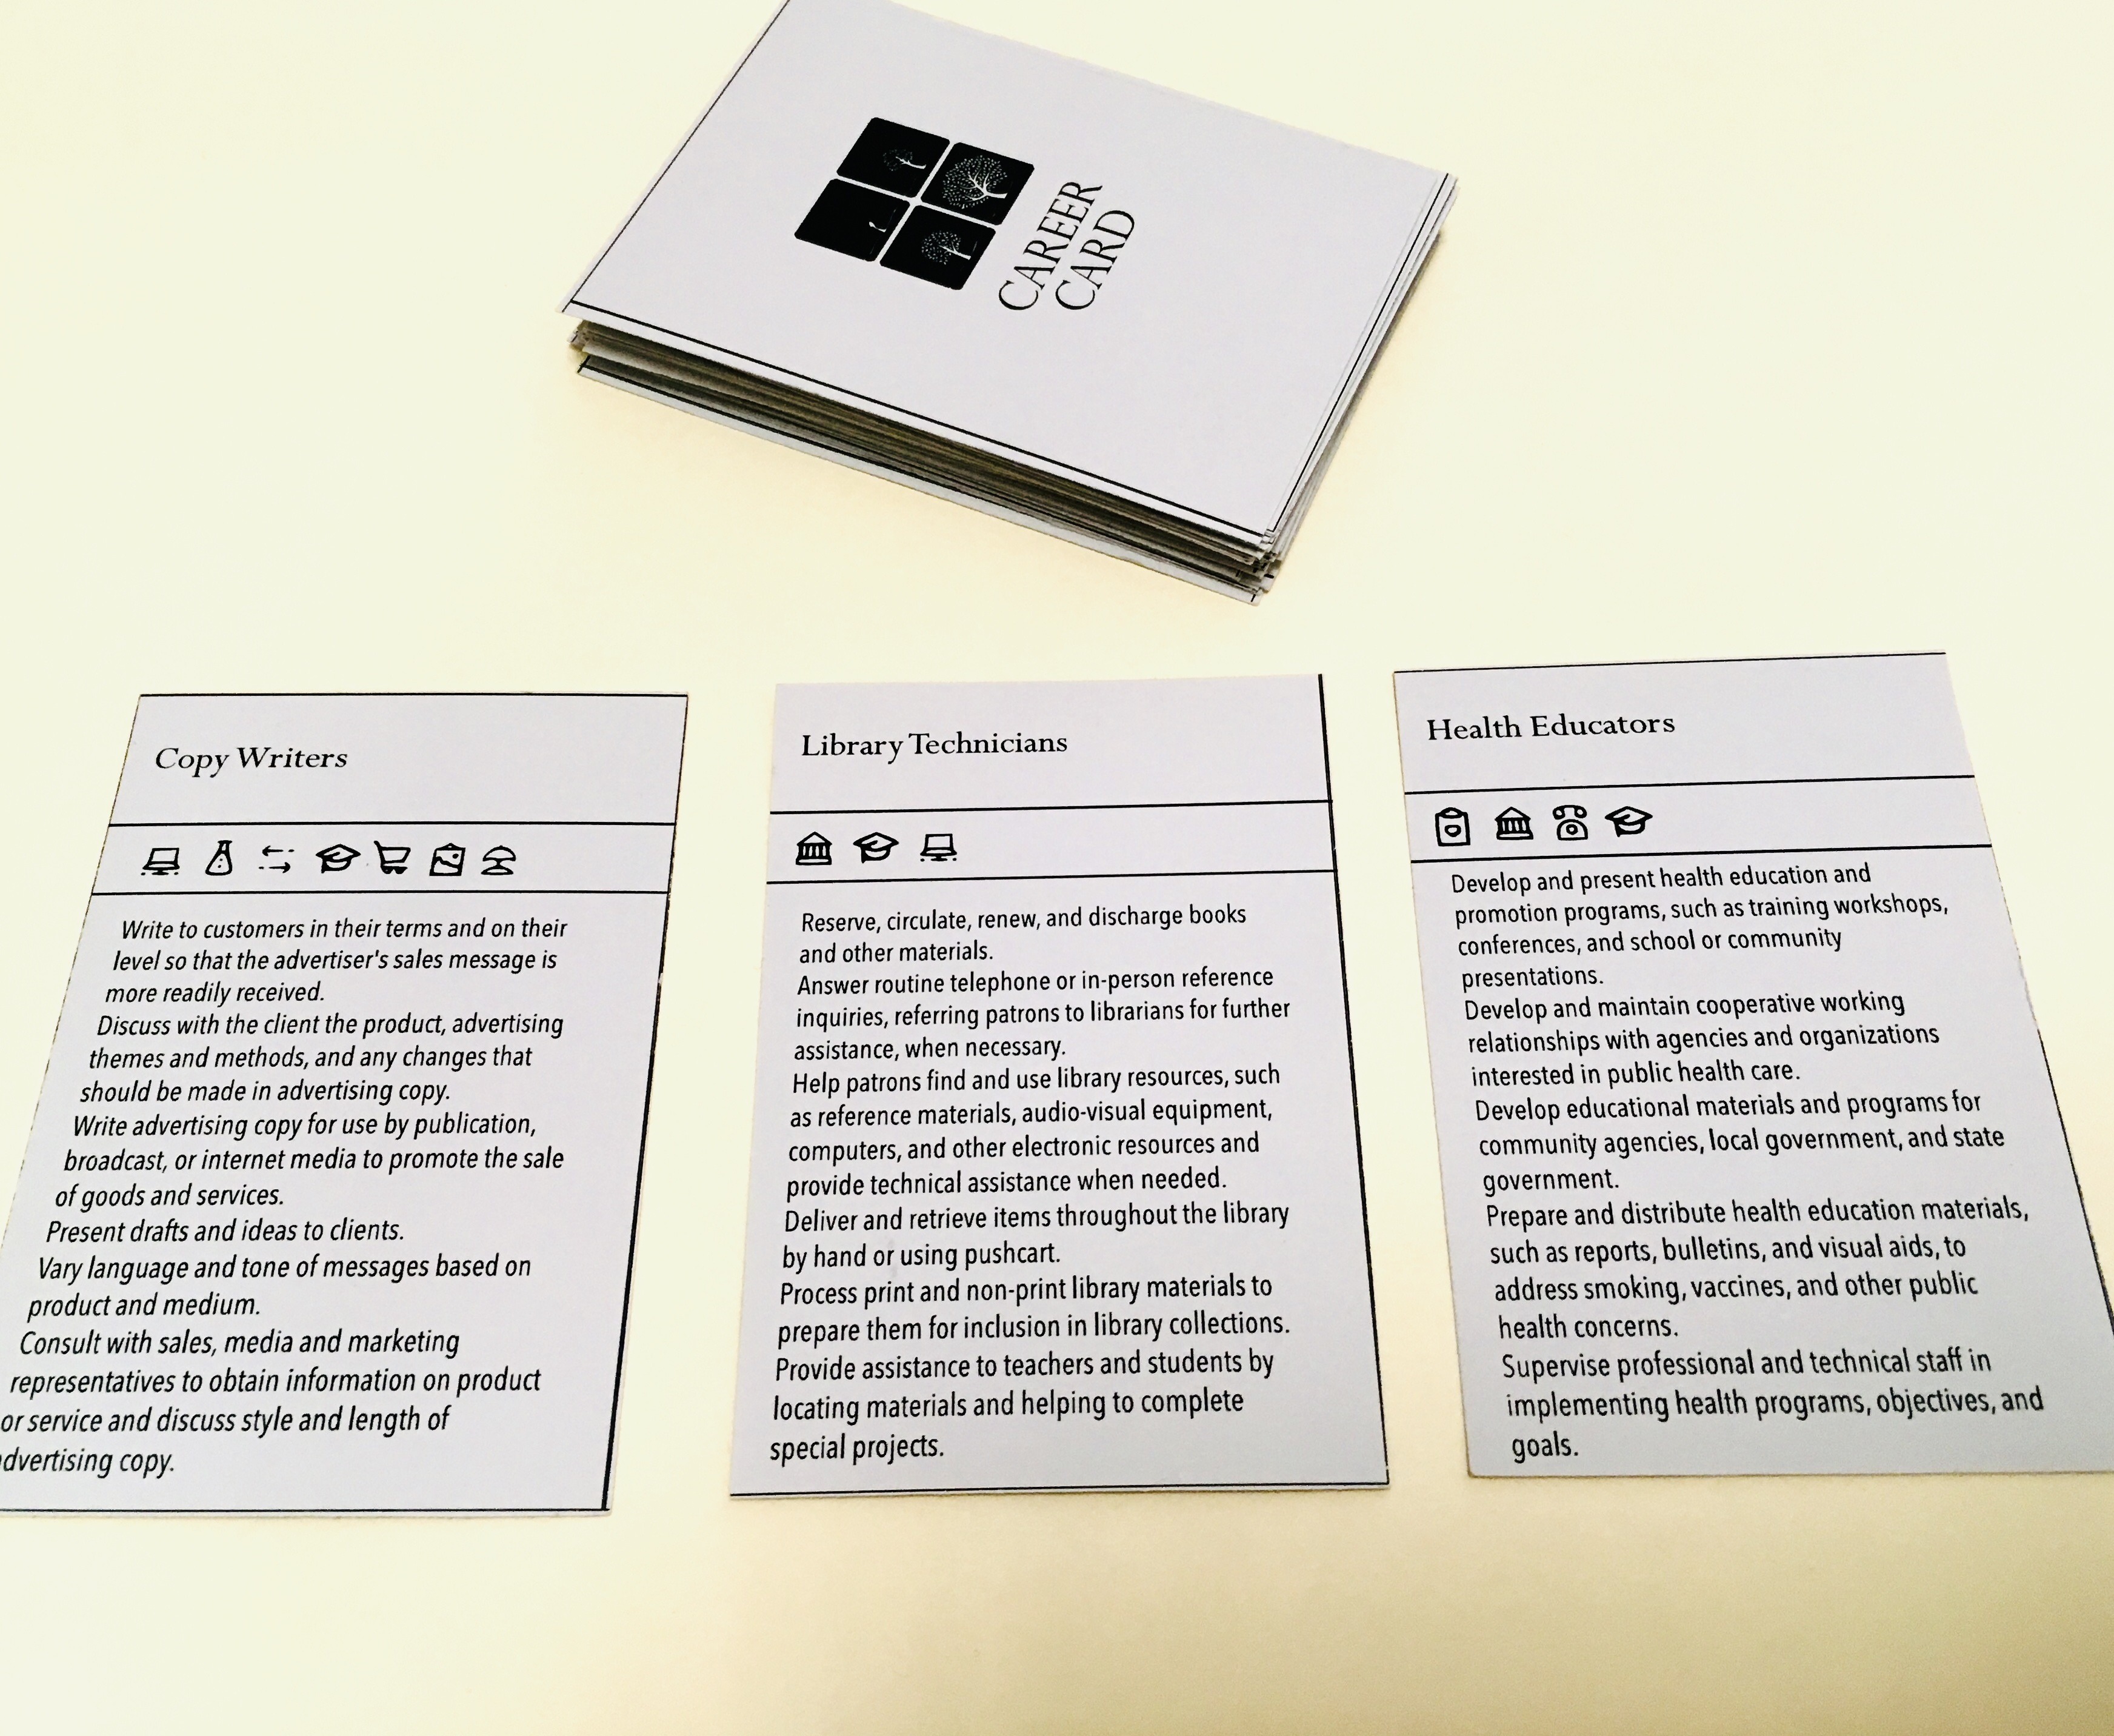 CAREER
CARD
Copy Writers
Write to customers in their terms and on their
level so that the advertiser's sales message is
more readily received.
Discuss with the client the product, advertising
themes and methods, and any changes that
should be made in advertising copy.
Write advertising copy for use by publication,
broadcast, or internet media to promote the sale
of goods and services.
Present drafts and ideas to clients.
Vary language and tone of messages based on
product and medium.
Consult with sales, media and marketing
representatives to obtain information on product
or service and discuss style and length of
advertising copy.
Library Technicians
Reserve, circulate, renew, and discharge books
and other materials.
Answer routine telephone or in-person reference
inquiries, referring patrons to librarians for further
assistance, when necessary.
Help patrons find and use library resources, such
as reference materials, audio-visual equipment,
computers, and other electronic resources and
provide technical assistance when needed.
Deliver and retrieve items throughout the library
by hand or using pushcart.
Process print and non-print library materials to
prepare them for inclusion in library collections.
Provide assistance to teachers and students by
locating materials and helping to complete
special projects.
Health Educators
Develop and present health education and
promotion programs, such as training workshops,
conferences, and school or community
presentations.
Develop and maintain cooperative working
relationships with agencies and organizations
interested in public health care.
Develop educational materials and programs for
community agencies, local government, and state
government.
Prepare and distribute health education materials,
such as reports, bulletins, and visual aids, to
address smoking, vaccines, and other public
health concerns.
Supervise professional and technical staff in
implementing health programs, objectives, and
goals.